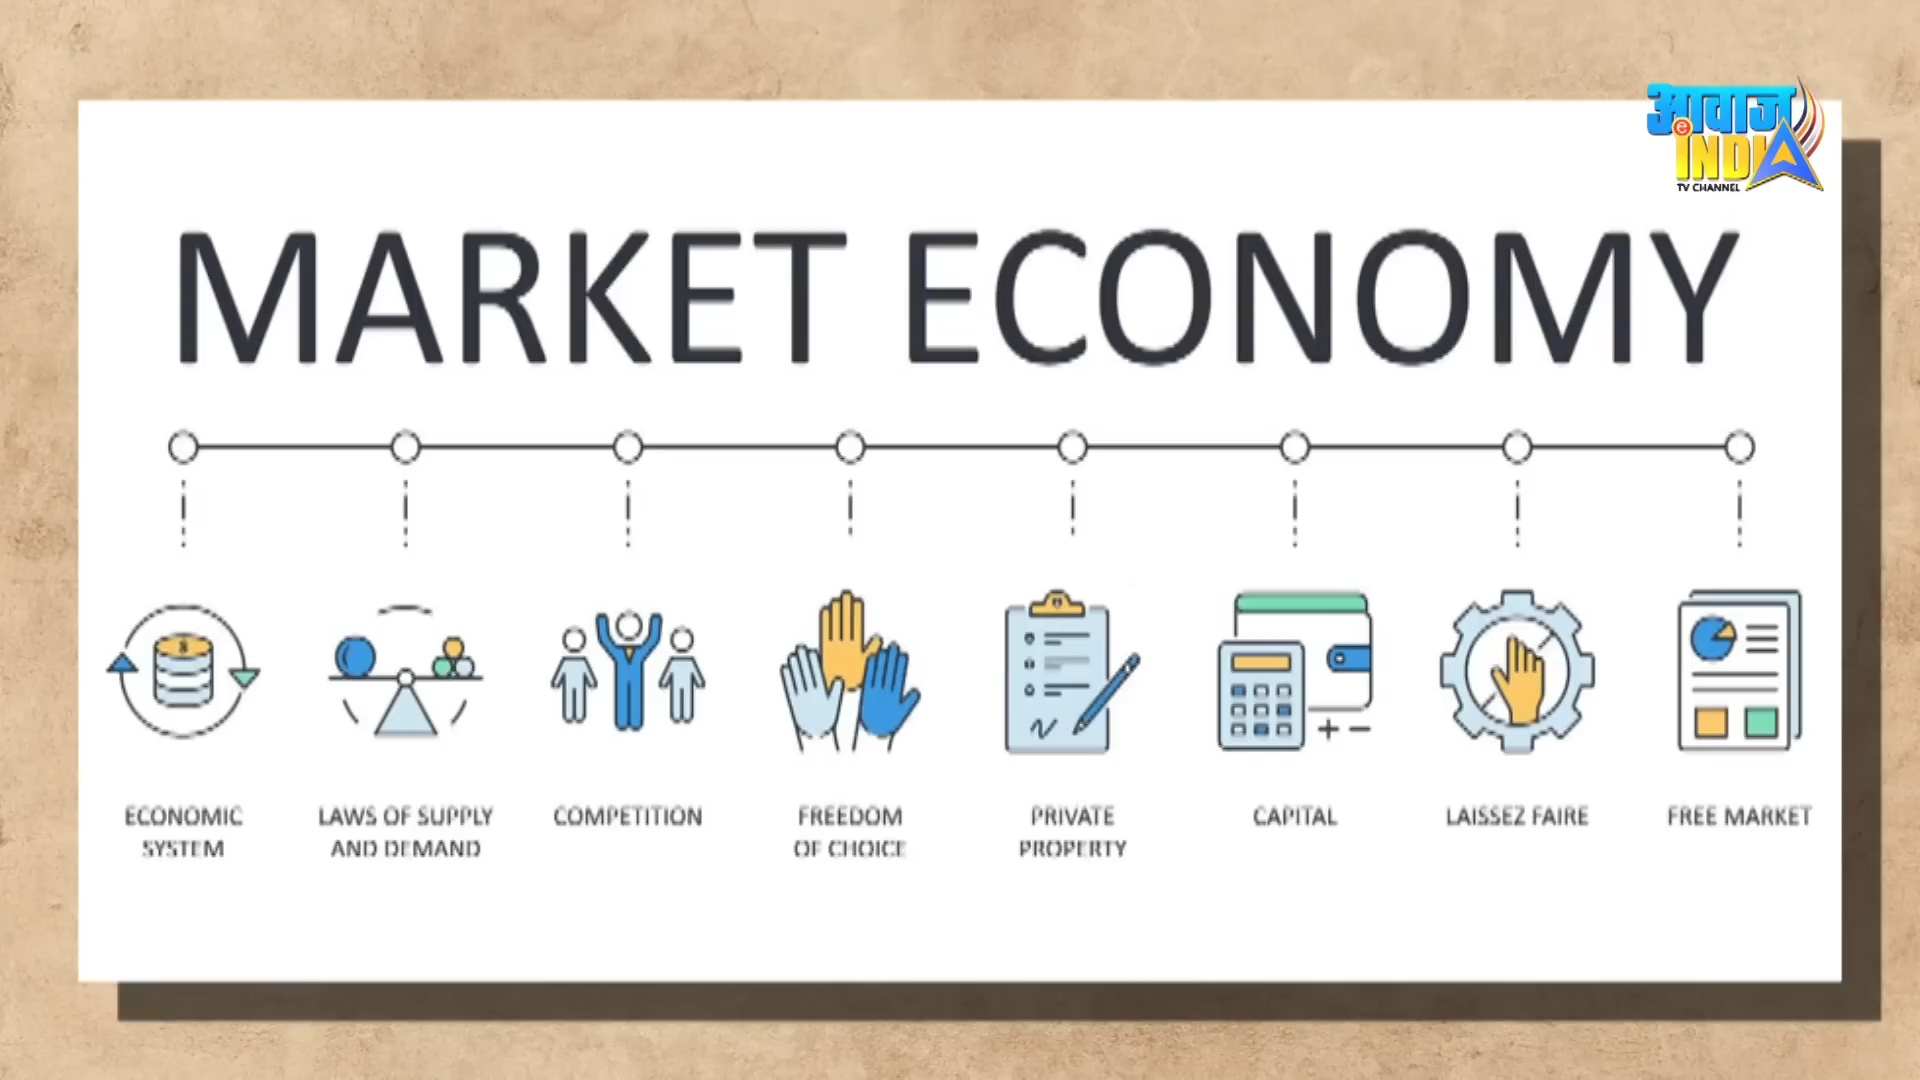 आवाज
e
INDIA
TV CHANNEL
MARKET ECONOMY
ECONOMIC
SYSTEM
LAWS OF SUPPLY
AND DEMAND
COMPETITION
FREEDOM
OF CHOICE
PRIVATE
PROPERTY
CAPITAL
LAISSEZ FAIRE
FREE MARKET